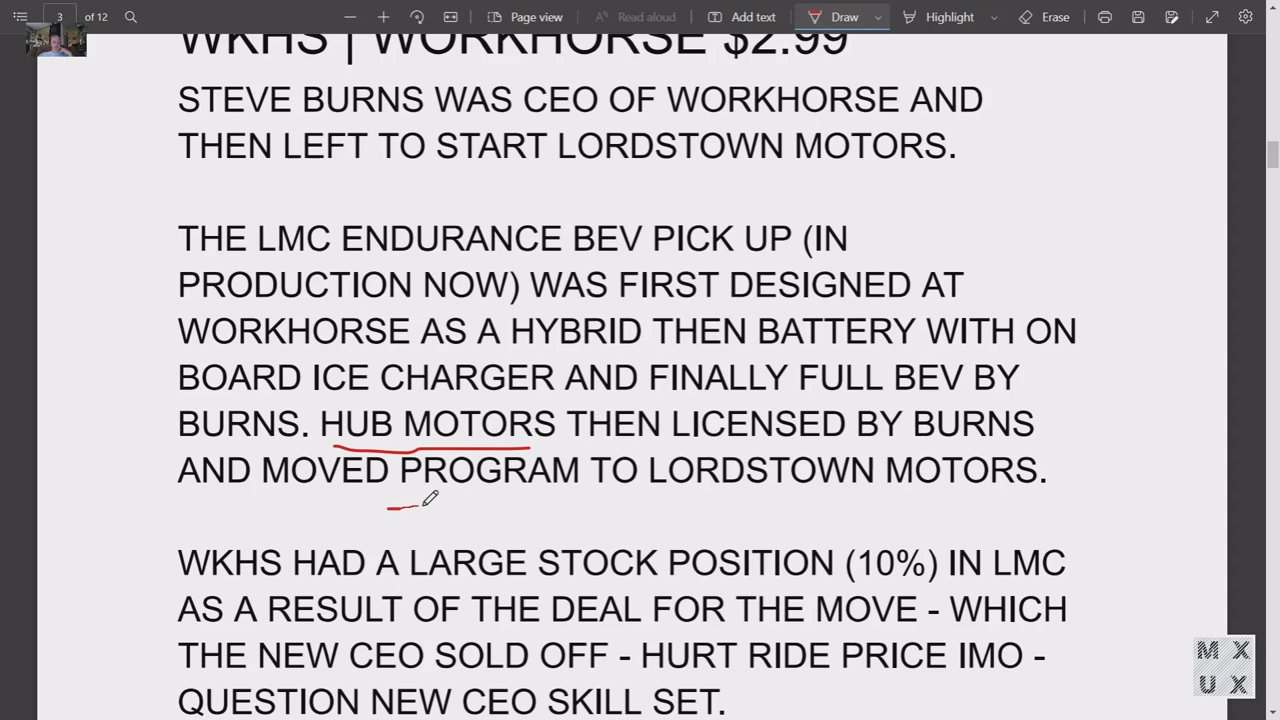 3 of 12 Page view Read aloud Add text Draw Highlight Erase
WKHS | WORKHORSE $2.99
STEVE BURNS WAS CEO OF WORKHORSE AND
THEN LEFT TO START LORDSTOWN MOTORS.
THE LMC ENDURANCE BEV PICK UP (IN
PRODUCTION NOW) WAS FIRST DESIGNED AT
WORKHORSE AS A HYBRID THEN BATTERY WITH ON
BOARD ICE CHARGER AND FINALLY FULL BEV BY
BURNS. HUB MOTORS THEN LICENSED BY BURNS
AND MOVED PROGRAM TO LORDSTOWN MOTORS.
WKHS HAD A LARGE STOCK POSITION (10%) IN LMC
AS A RESULT OF THE DEAL FOR THE MOVE - WHICH
THE NEW CEO SOLD OFF - HURT RIDE PRICE IMO -
QUESTION NEW CEO SKILL SET.
M X
U X